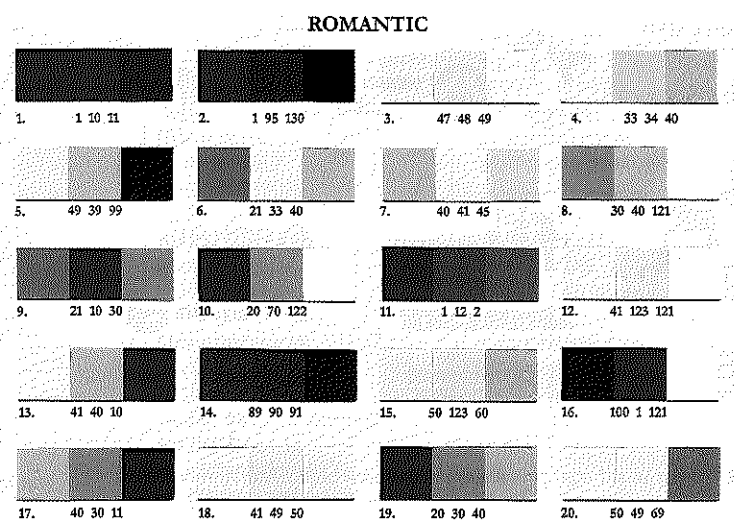 ROMANTIC
1. 1 10 11
2. 1 95 130
3. 47 48 49
4. 33 34 40
5. 49 39 99
6. 21 33 40
7. 40 41 45
8. 30 40 121
9. 21 10 30
10. 20 70 122
11. 1 12 2
12. 41 123 121
13. 41 40 10
14. 89 90 91
15. 50 123 60
16. 100 1 121
17. 40 30 11
18. 41 49 50
19. 20 30 40
20. 50 49 69